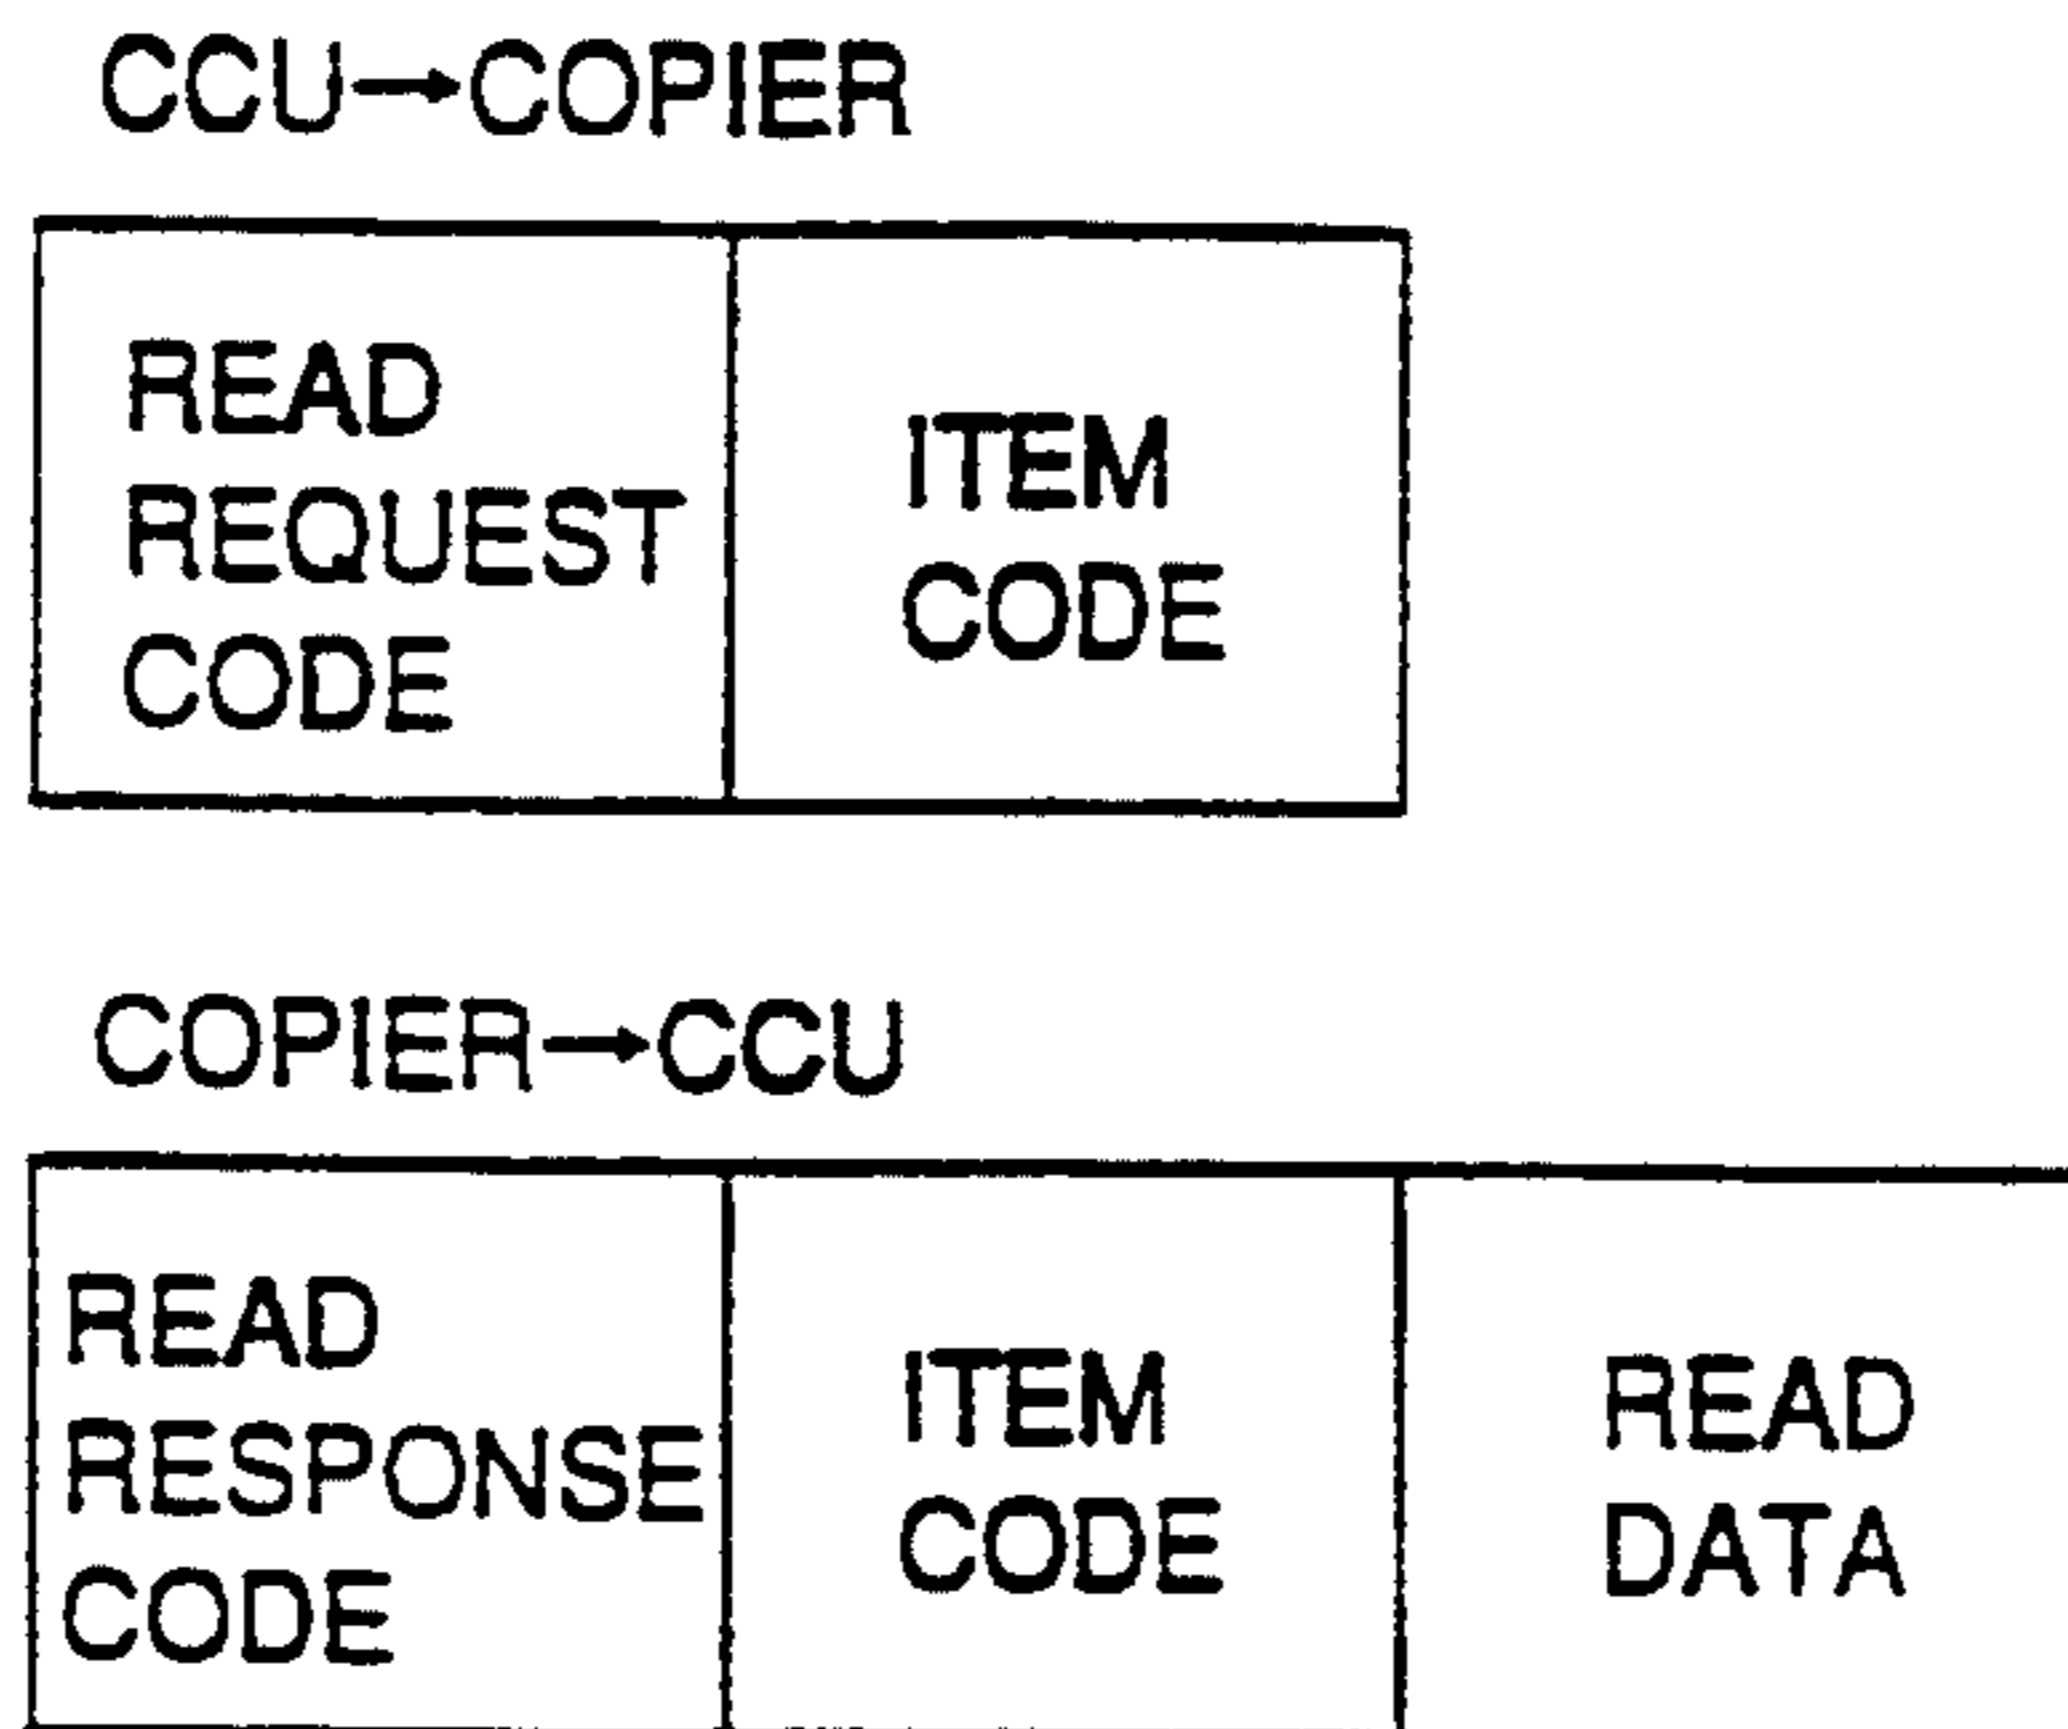 CCU→COPIER
READ
REQUEST
CODE
ITEM
CODE
COPIER→CCU
READ
RESPONSE
CODE
ITEM
CODE
READ
DATA